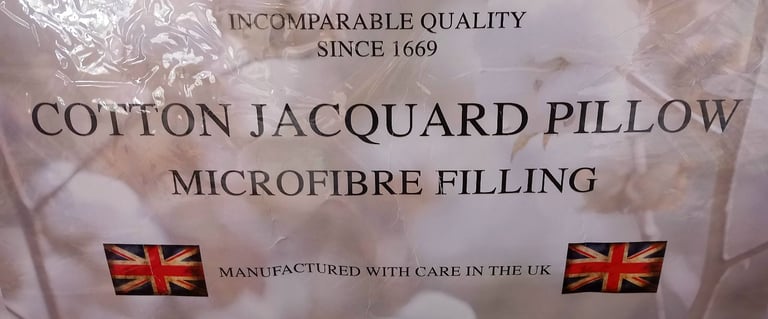 INCOMPARABLE QUALITY
SINCE 1669
COTTON JACQUARD PILLOW
MICROFIBRE FILLING
MANUFACTURED WITH CARE IN THE UK